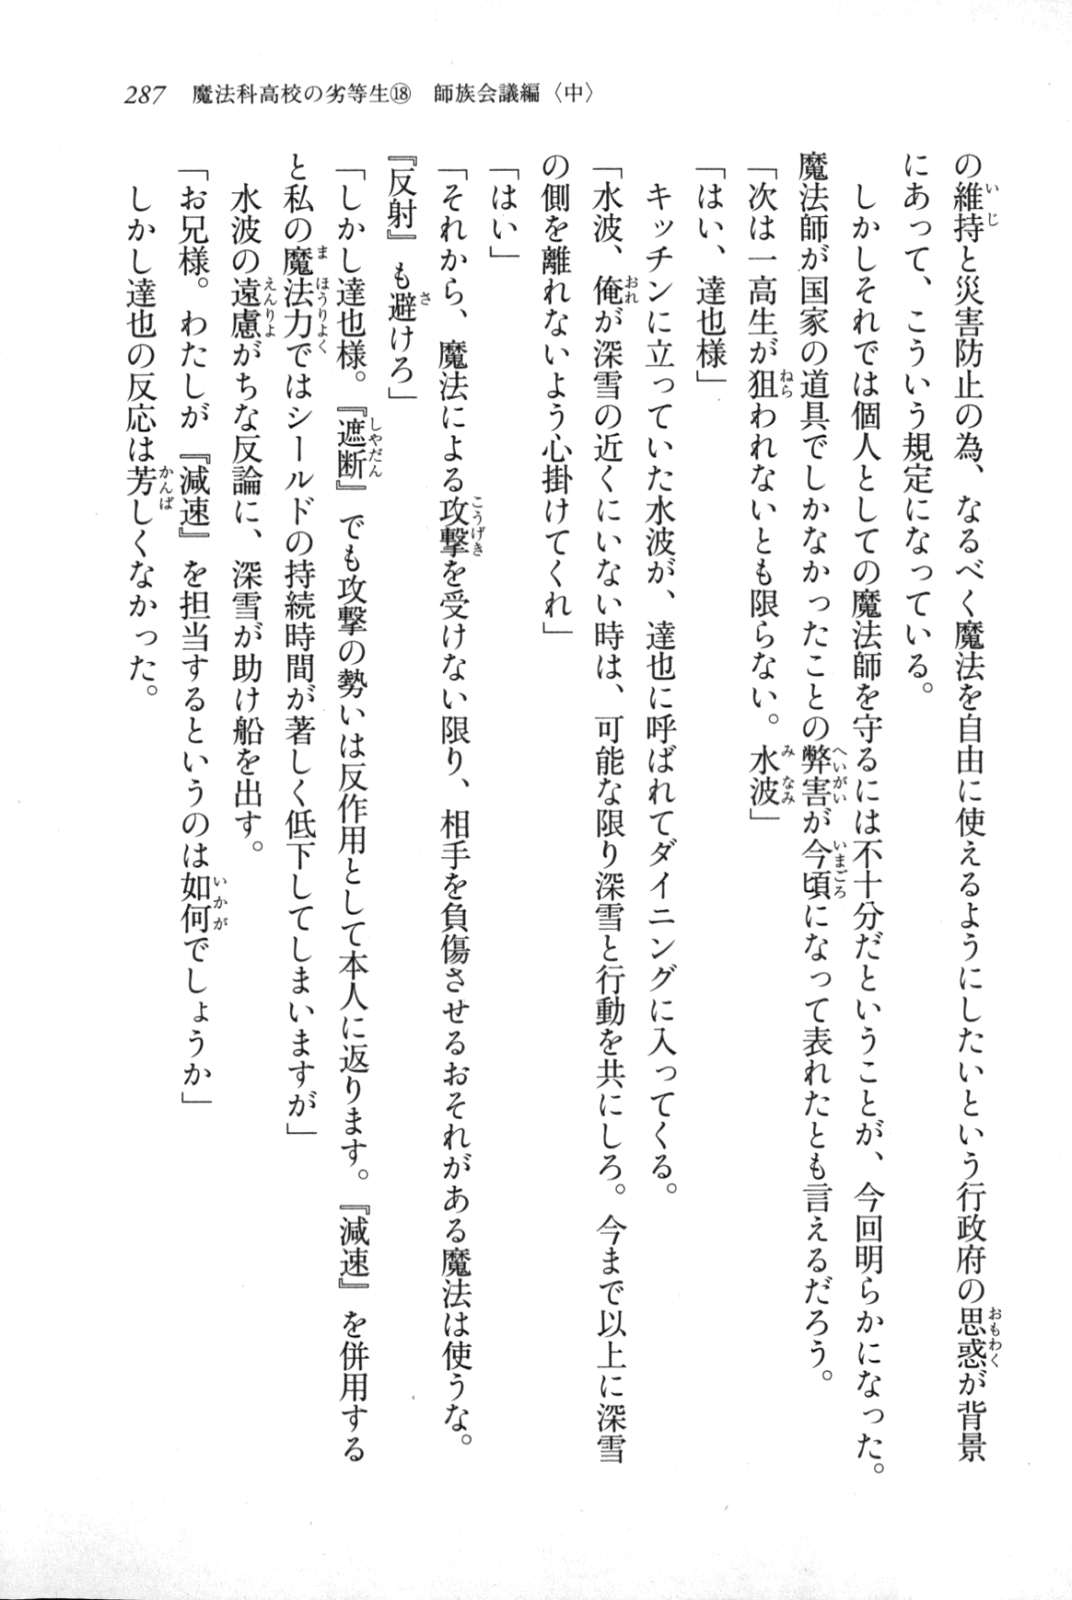 287　魔法科高校の劣等生⑱　師族会議編〈中〉
の維持と災害防止の為、なるべく魔法を自由に使えるようにしたいという行政府の思惑が背景
にあって、こういう規定になっている。
　しかしそれでは個人としての魔法師を守るには不十分だということが、今回明らかになった。
魔法師が国家の道具でしかなかったことの弊害が今頃になって表れたとも言えるだろう。
「次は一高生が狙われないとも限らない。水波」
「はい、達也様」
　キッチンに立っていた水波が、達也に呼ばれてダイニングに入ってくる。
「水波、俺が深雪の近くにいない時は、可能な限り深雪と行動を共にしろ。今まで以上に深雪
の側を離れないよう心掛けてくれ」
「はい」
「それから、魔法による攻撃を受けない限り、相手を負傷させるおそれがある魔法は使うな。
『反射』も避けろ」
「しかし達也様。『遮断』でも攻撃の勢いは反作用として本人に返ります。『減速』を併用する
と私の魔法力ではシールドの持続時間が著しく低下してしまいますが」
　水波の遠慮がちな反論に、深雪が助け船を出す。
「お兄様。わたしが『減速』を担当するというのは如何でしょうか」
　しかし達也の反応は芳しくなかった。